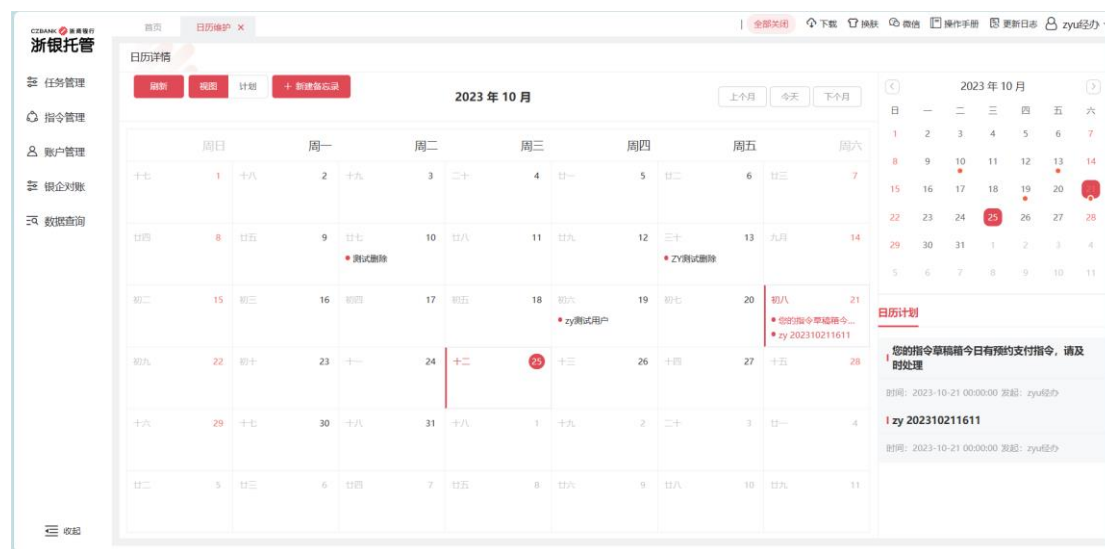 CZBANK 浙商银行
浙银托管
任务管理
指令管理
账户管理
银企对账
数据查询
收起
首页 日历维护 ×
全部关闭 下载 换肤 微信 操作手册 更新日志 zyu经办
日历详情
刷新 视图 计划 + 新建备忘录
2023 年 10 月
上个月 今天 下个月
周日 周一 周二 周三 周四 周五 周六
十七 1 十八 2 十九 3 二十 4 廿一 5 廿二 6 廿三 7
廿四 8 廿五 9 廿七 10 廿八 11 廿九 12 三十 13 九月 14
测试删除 ZY测试删除
初二 15 初三 16 初四 17 初五 18 初六 19 初七 20 初八 21
zy测试用户 您的指令草稿箱今...
zy 202310211611
初九 22 初十 23 十一 24 十二 25 十三 26 十四 27 十五 28
十六 29 十七 30 十八 31 十八 1 十九 2 二十 3 廿一 4
廿二 5 廿三 6 廿四 7 廿五 8 廿六 9 廿八 10 廿九 11
2023 年 10 月
日 一 二 三 四 五 六
1 2 3 4 5 6 7
8 9 10 11 12 13 14
15 16 17 18 19 20 21
22 23 24 25 26 27 28
29 30 31 1 2 3 4
5 6 7 8 9 10 11
日历计划
您的指令草稿箱今日有预约支付指令，请及
时处理
时间：2023-10-21 00:00:00 发起：zyu经办
zy 202310211611
时间：2023-10-21 00:00:00 发起：zyu经办